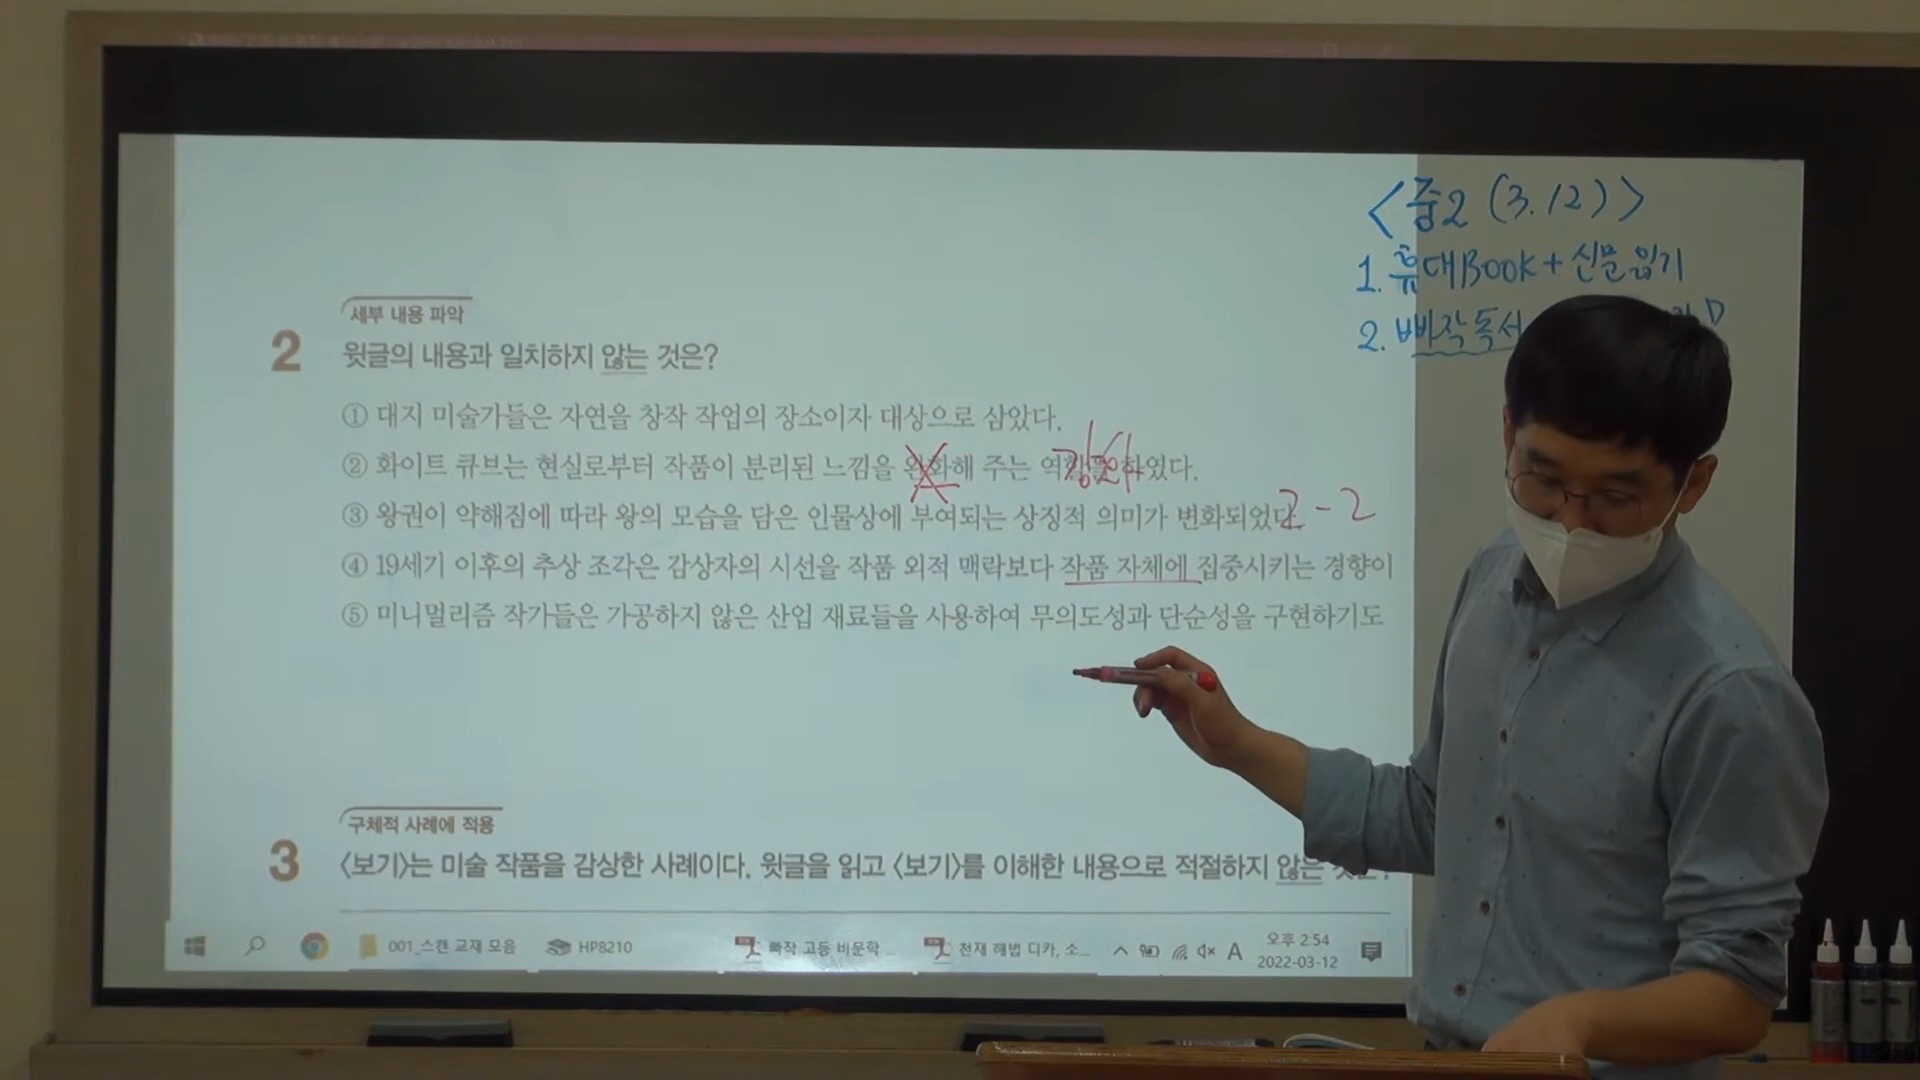 <중2 (3.12)>
1. 휴대BOOK + 신문 읽기
2. 빠작 독서
세부 내용 파악
2 윗글의 내용과 일치하지 않는 것은?
① 대지 미술가들은 자연을 창작 작업의 장소이자 대상으로 삼았다.
② 화이트 큐브는 현실로부터 작품이 분리된 느낌을 완화해 주는 역할을 하였다.
강화
③ 왕권이 약해짐에 따라 왕의 모습을 담은 인물상에 부여되는 상징적 의미가 변화되었다.
2-2
④ 19세기 이후의 추상 조각은 감상자의 시선을 작품 외적 맥락보다 작품 자체에 집중시키는 경향이
⑤ 미니멀리즘 작가들은 가공하지 않은 산업 재료들을 사용하여 무의도성과 단순성을 구현하기도
구체적 사례에 적용
3 <보기>는 미술 작품을 감상한 사례이다. 윗글을 읽고 <보기>를 이해한 내용으로 적절하지 않은 것은?
001_스캔 교재 모음 HP8210 빠작 고등 비문학 ... 천재 해법 디카, 소... A 오후 2:54
2022-03-12